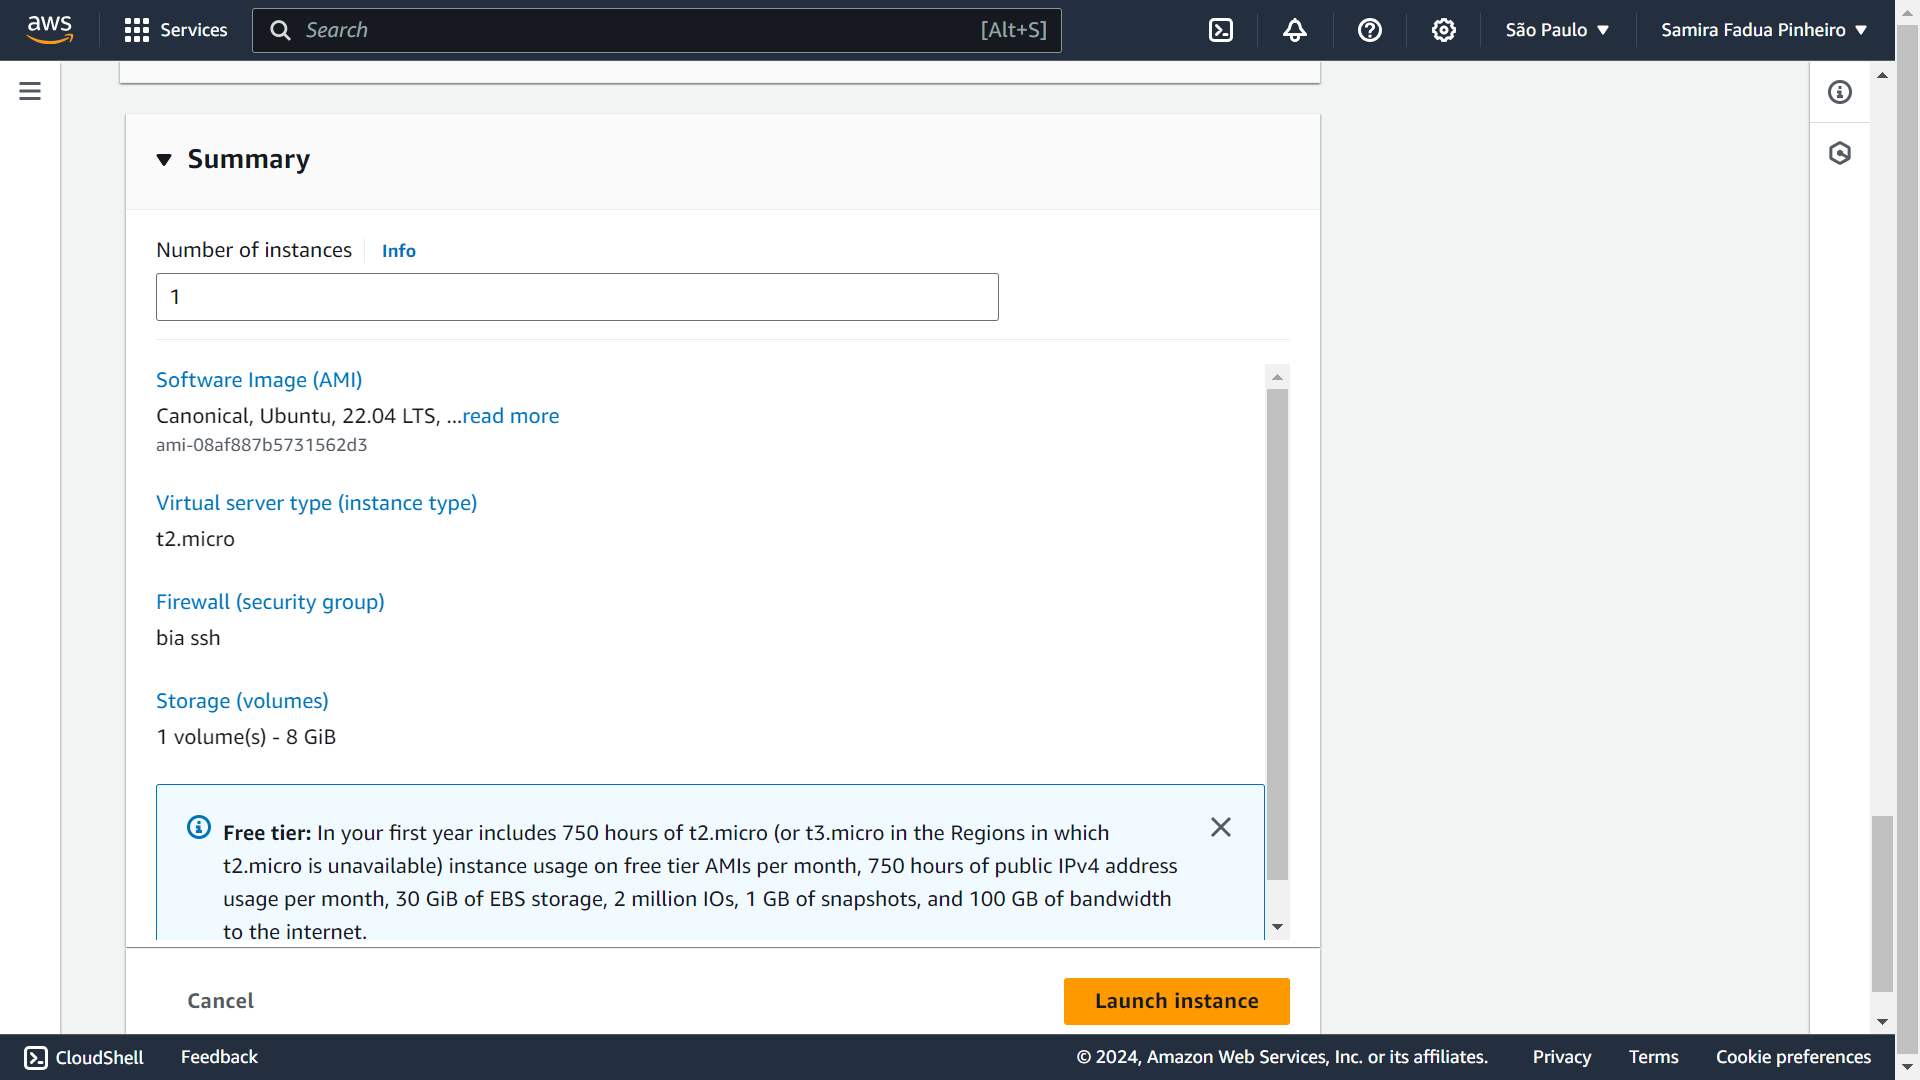 aws
Services
Search [Alt+S]
São Paulo
Samira Fadua Pinheiro
Summary
Number of instances Info
1
Software Image (AMI)
Canonical, Ubuntu, 22.04 LTS, ...read more
ami-08af887b5731562d3
Virtual server type (instance type)
t2.micro
Firewall (security group)
bia ssh
Storage (volumes)
1 volume(s) - 8 GiB
Free tier: In your first year includes 750 hours of t2.micro (or t3.micro in the Regions in which
t2.micro is unavailable) instance usage on free tier AMIs per month, 750 hours of public IPv4 address
usage per month, 30 GiB of EBS storage, 2 million IOs, 1 GB of snapshots, and 100 GB of bandwidth
to the internet.
Cancel
Launch instance
CloudShell
Feedback
© 2024, Amazon Web Services, Inc. or its affiliates.
Privacy
Terms
Cookie preferences